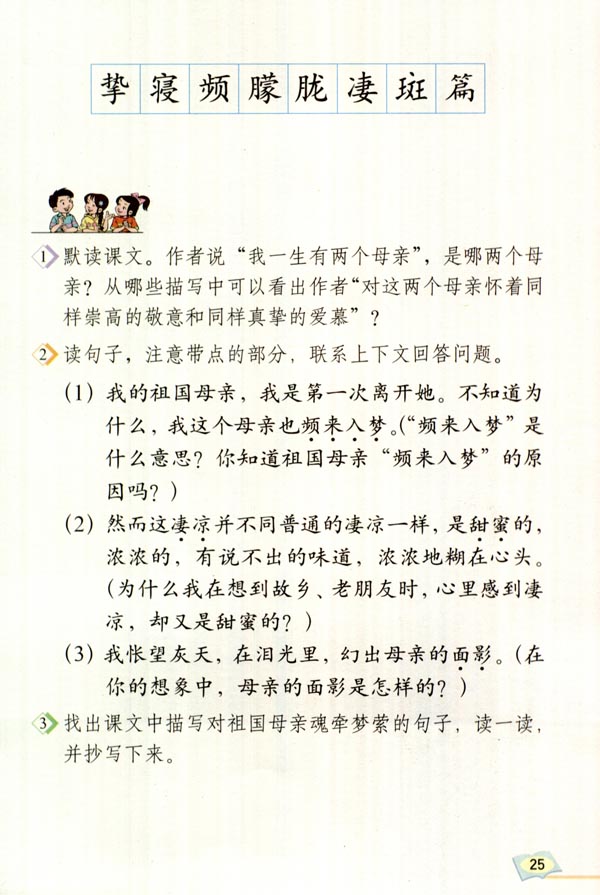 挚寝频朦胧凄斑篇
1 默读课文。作者说“我一生有两个母亲”，是哪两个母
亲？从哪些描写中可以看出作者“对这两个母亲怀着同
样崇高的敬意和同样真挚的爱慕”？
2 读句子，注意带点的部分，联系上下文回答问题。
（1）我的祖国母亲，我是第一次离开她。不知道为
什么，我这个母亲也频来入梦。（“频来入梦”是
什么意思？你知道祖国母亲“频来入梦”的原
因吗？）
（2）然而这凄凉并不同普通的凄凉一样，是甜蜜的，
浓浓的，有说不出的味道，浓浓地糊在心头。
（为什么我在想到故乡、老朋友时，心里感到凄
凉，却又是甜蜜的？）
（3）我怅望灰天，在泪光里，幻出母亲的面影。（在
你的想象中，母亲的面影是怎样的？）
3 找出课文中描写对祖国母亲魂牵梦萦的句子，读一读，
并抄写下来。
25